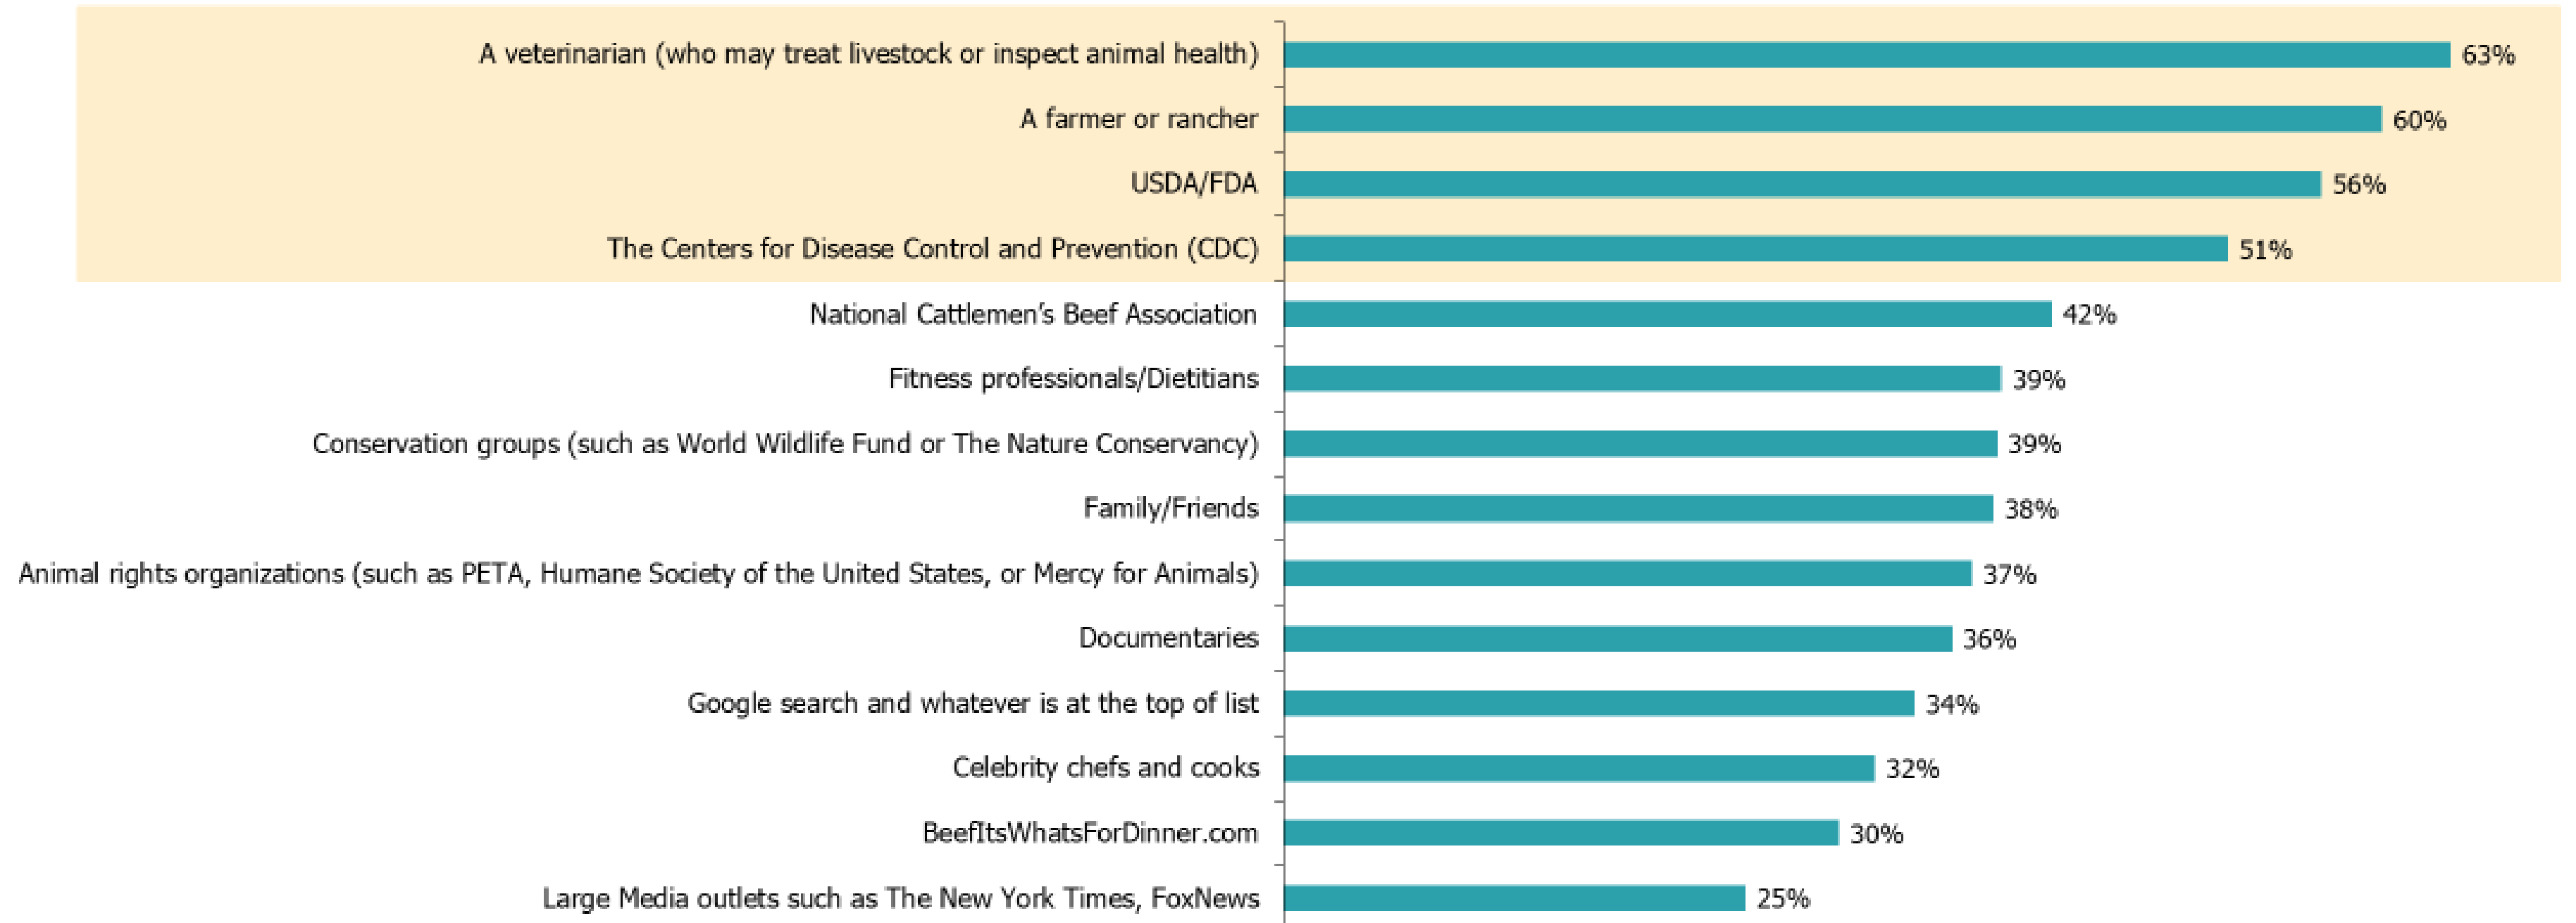 A veterinarian (who may treat livestock or inspect animal health) 63%
A farmer or rancher 60%
USDA/FDA 56%
The Centers for Disease Control and Prevention (CDC) 51%
National Cattlemen’s Beef Association 42%
Fitness professionals/Dietitians 39%
Conservation groups (such as World Wildlife Fund or The Nature Conservancy) 39%
Family/Friends 38%
Animal rights organizations (such as PETA, Humane Society of the United States, or Mercy for Animals) 37%
Documentaries 36%
Google search and whatever is at the top of list 34%
Celebrity chefs and cooks 32%
BeefItsWhatsForDinner.com 30%
Large Media outlets such as The New York Times, FoxNews 25%